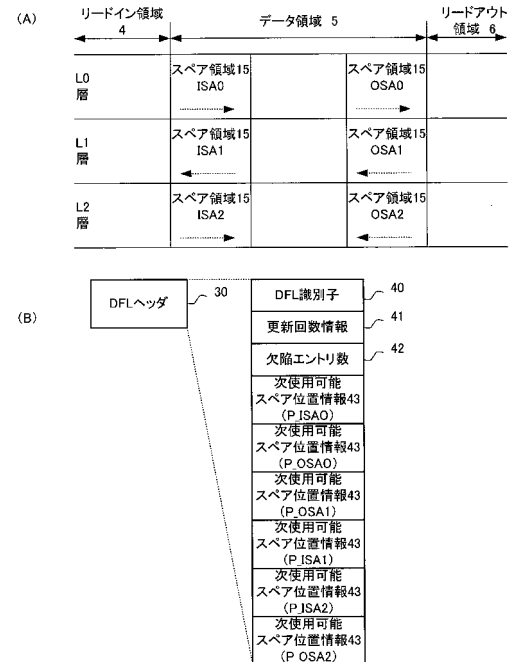 (A)
リードイン領域
4
データ領域 5
リードアウト
領域 6
L0
層
スペア領域15
ISA0
スペア領域15
OSA0
L1
層
スペア領域15
ISA1
スペア領域15
OSA1
L2
層
スペア領域15
ISA2
スペア領域15
OSA2
(B)
DFLヘッダ
30
DFL識別子
40
更新回数情報
41
欠陥エントリ数
42
次使用可能
スペア位置情報43
(P_ISA0)
次使用可能
スペア位置情報43
(P_OSA0)
次使用可能
スペア位置情報43
(P_OSA1)
次使用可能
スペア位置情報43
(P_ISA1)
次使用可能
スペア位置情報43
(P_ISA2)
次使用可能
スペア位置情報43
(P_OSA2)